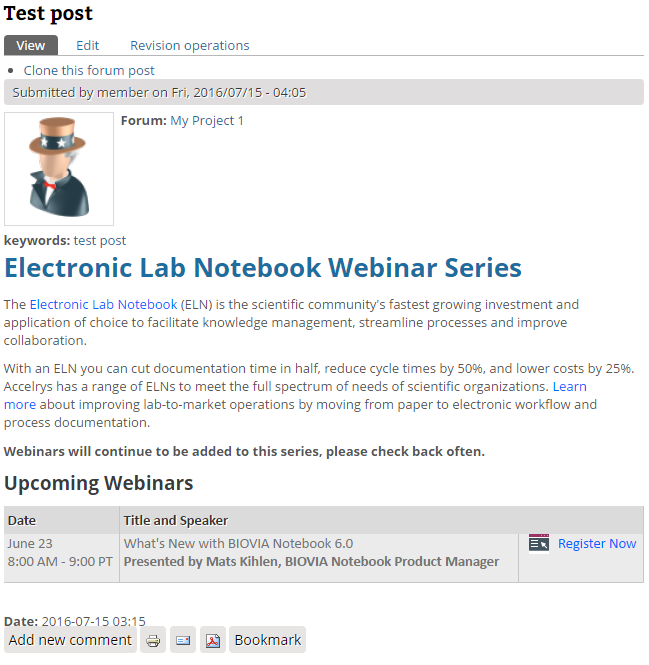 Test post
View Edit Revision operations
Clone this forum post
Submitted by member on Fri, 2016/07/15 - 04:05
Forum: My Project 1
keywords: test post
Electronic Lab Notebook Webinar Series
The Electronic Lab Notebook (ELN) is the scientific community's fastest growing investment and
application of choice to facilitate knowledge management, streamline processes and improve
collaboration.
With an ELN you can cut documentation time in half, reduce cycle times by 50%, and lower costs by 25%.
Accelrys has a range of ELNs to meet the full spectrum of needs of scientific organizations. Learn
more about improving lab-to-market operations by moving from paper to electronic workflow and
process documentation.
Webinars will continue to be added to this series, please check back often.
Upcoming Webinars
Date Title and Speaker
June 23 What's New with BIOVIA Notebook 6.0 Register Now
8:00 AM - 9:00 PT Presented by Mats Kihlen, BIOVIA Notebook Product Manager
Date: 2016-07-15 03:15
Add new comment Bookmark